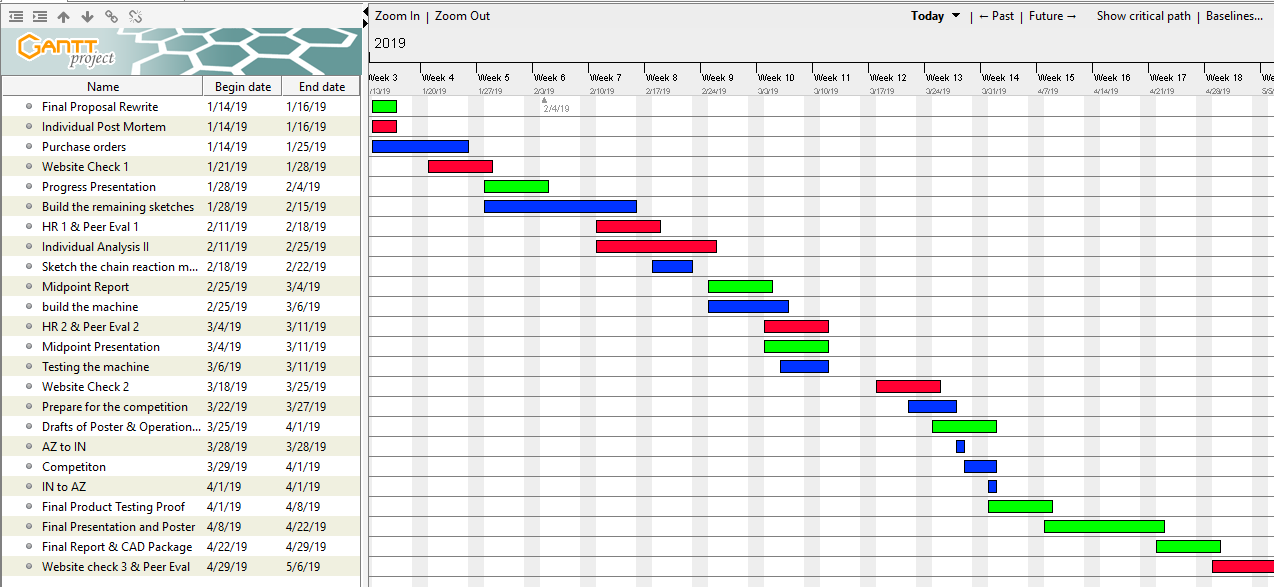 Zoom In | Zoom Out Today | ← Past | Future → Show critical path | Baselines...
GANTT project
2019
Week 3 Week 4 Week 5 Week 6 Week 7 Week 8 Week 9 Week 10 Week 11 Week 12 Week 13 Week 14 Week 15 Week 16 Week 17 Week 18 We
/13/19 1/20/19 1/27/19 2/3/19 2/10/19 2/17/19 2/24/19 3/3/19 3/10/19 3/17/19 3/24/19 3/31/19 4/7/19 4/14/19 4/21/19 4/28/19 5/5/
Name Begin date End date
2/4/19
Final Proposal Rewrite 1/14/19 1/16/19
Individual Post Mortem 1/14/19 1/16/19
Purchase orders 1/14/19 1/25/19
Website Check 1 1/21/19 1/28/19
Progress Presentation 1/28/19 2/4/19
Build the remaining sketches 1/28/19 2/15/19
HR 1 & Peer Eval 1 2/11/19 2/18/19
Individual Analysis II 2/11/19 2/25/19
Sketch the chain reaction m... 2/18/19 2/22/19
Midpoint Report 2/25/19 3/4/19
build the machine 2/25/19 3/6/19
HR 2 & Peer Eval 2 3/4/19 3/11/19
Midpoint Presentation 3/4/19 3/11/19
Testing the machine 3/6/19 3/11/19
Website Check 2 3/18/19 3/25/19
Prepare for the competition 3/22/19 3/27/19
Drafts of Poster & Operation... 3/25/19 4/1/19
AZ to IN 3/28/19 3/28/19
Competiton 3/29/19 4/1/19
IN to AZ 4/1/19 4/1/19
Final Product Testing Proof 4/1/19 4/8/19
Final Presentation and Poster 4/8/19 4/22/19
Final Report & CAD Package 4/22/19 4/29/19
Website check 3 & Peer Eval 4/29/19 5/6/19